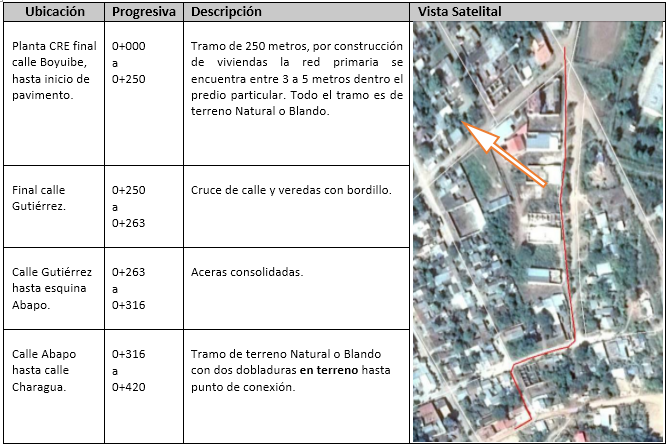 Ubicación Progresiva Descripción Vista Satelital
Planta CRE final
calle Boyuibe,
hasta inicio de
pavimento.
0+000
a
0+250
Tramo de 250 metros, por construcción
de viviendas la red primaria se
encuentra entre 3 a 5 metros dentro el
predio particular. Todo el tramo es de
terreno Natural o Blando.
Final calle
Gutiérrez.
0+250
a
0+263
Cruce de calle y veredas con bordillo.
Calle Gutiérrez
hasta esquina
Abapo.
0+263
a
0+316
Aceras consolidadas.
Calle Abapo
hasta calle
Charagua.
0+316
a
0+420
Tramo de terreno Natural o Blando
con dos dobladuras en terreno hasta
punto de conexión.